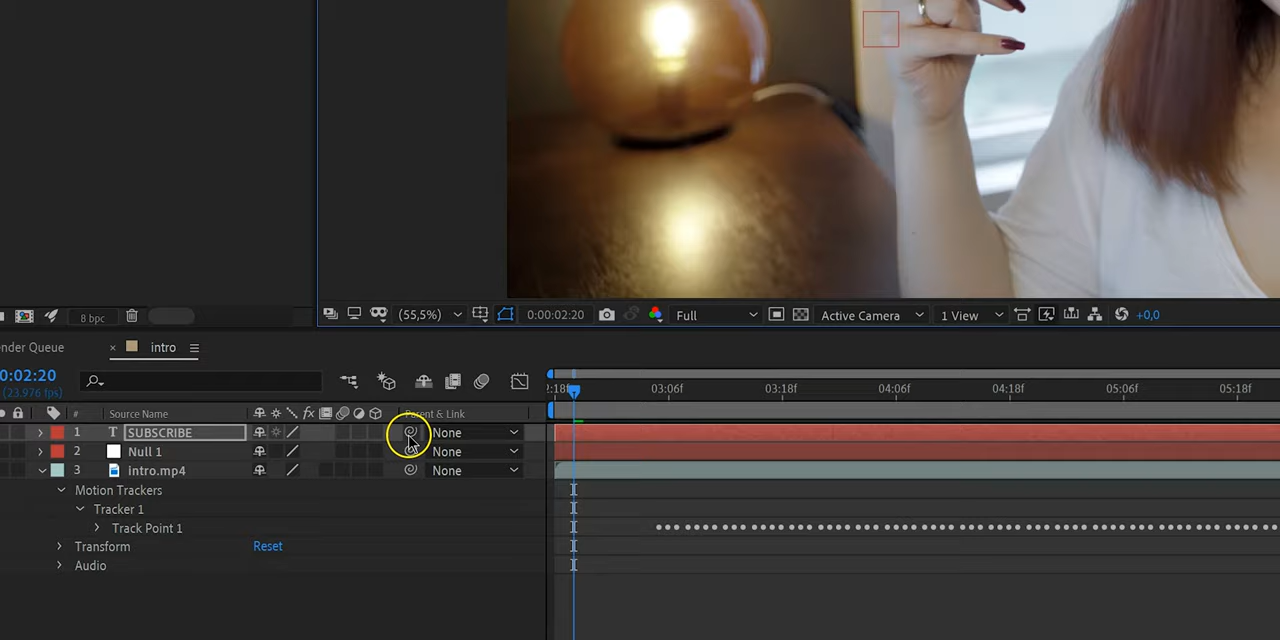 8 bpc
(55,5%)
0:00:02:20
Full
Active Camera
1 View
+0,0
nder Queue
× intro
0:02:20
(23.976 fps)
2:18f
03:06f
03:18f
04:06f
04:18f
05:06f
05:18f
# Source Name
fx
Parent & Link
1 T SUBSCRIBE None
2 Null 1 None
3 intro.mp4 None
Motion Trackers
Tracker 1
Track Point 1
Transform Reset
Audio